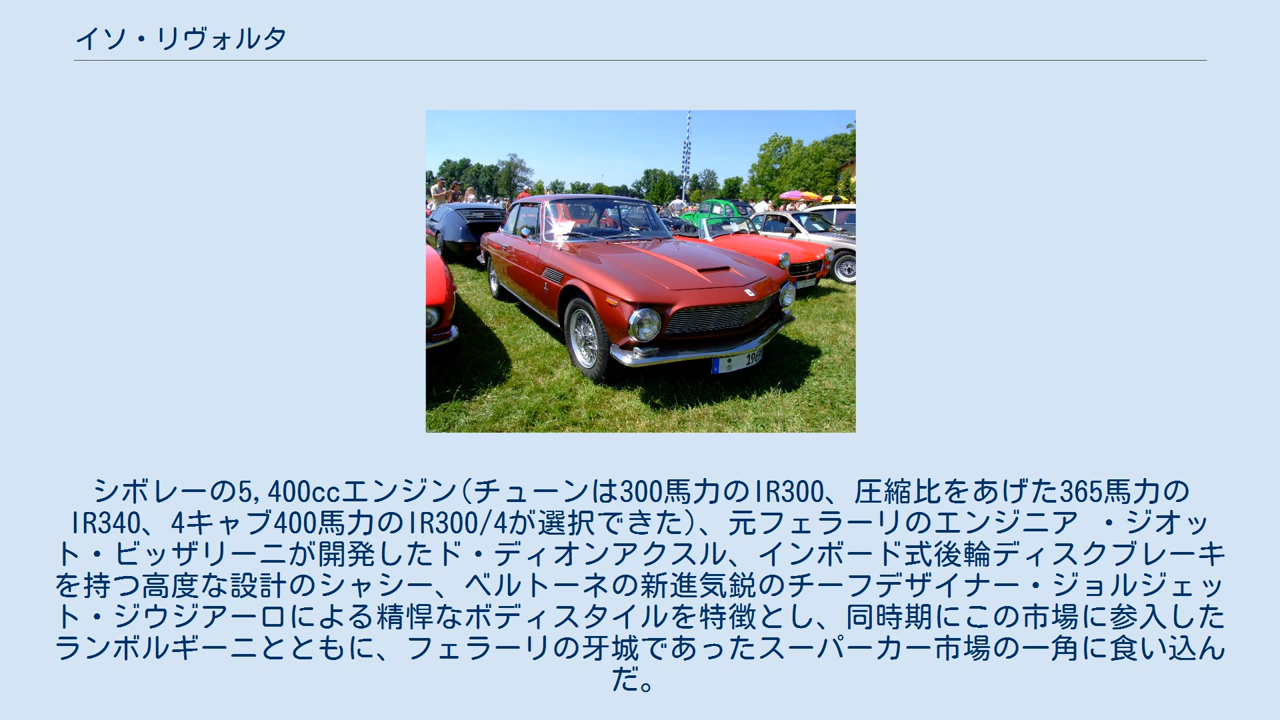 イソ・リヴォルタ
シボレーの5,400ccエンジン(チューンは300馬力のIR300、圧縮比をあげた365馬力の
IR340、4キャブ400馬力のIR300/4が選択できた)、元フェラーリのエンジニア ・ジオッ
ト・ビッザリーニが開発したド・ディオンアクスル、インボード式後輪ディスクブレーキ
を持つ高度な設計のシャシー、ベルトーネの新進気鋭のチーフデザイナー・ジョルジェッ
ト・ジウジアーロによる精悍なボディスタイルを特徴とし、同時期にこの市場に参入した
ランボルギーニとともに、フェラーリの牙城であったスーパーカー市場の一角に食い込ん
だ。